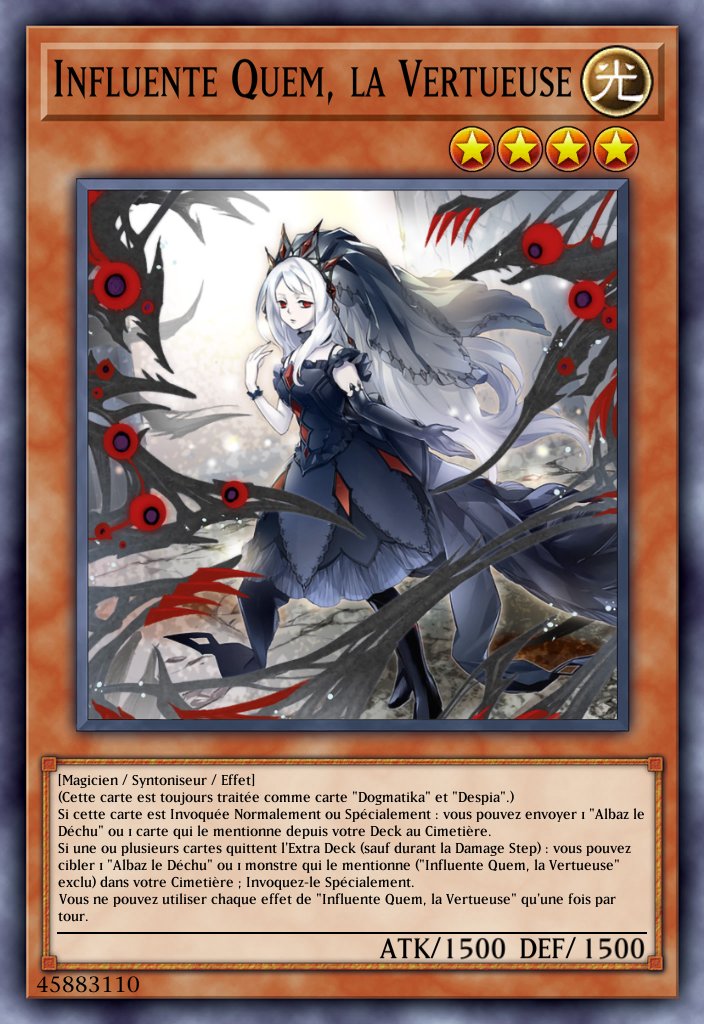 Influente Quem, la Vertueuse 光
[Magicien / Syntoniseur / Effet]
(Cette carte est toujours traitée comme carte "Dogmatika" et "Despia".)
Si cette carte est Invoquée Normalement ou Spécialement : vous pouvez envoyer 1 "Albaz le
Déchu" ou 1 carte qui le mentionne depuis votre Deck au Cimetière.
Si une ou plusieurs cartes quittent l'Extra Deck (sauf durant la Damage Step) : vous pouvez
cibler 1 "Albaz le Déchu" ou 1 monstre qui le mentionne ("Influente Quem, la Vertueuse"
exclu) dans votre Cimetière ; Invoquez-le Spécialement.
Vous ne pouvez utiliser chaque effet de "Influente Quem, la Vertueuse" qu'une fois par
tour.
ATK/1500 DEF/1500
45883110